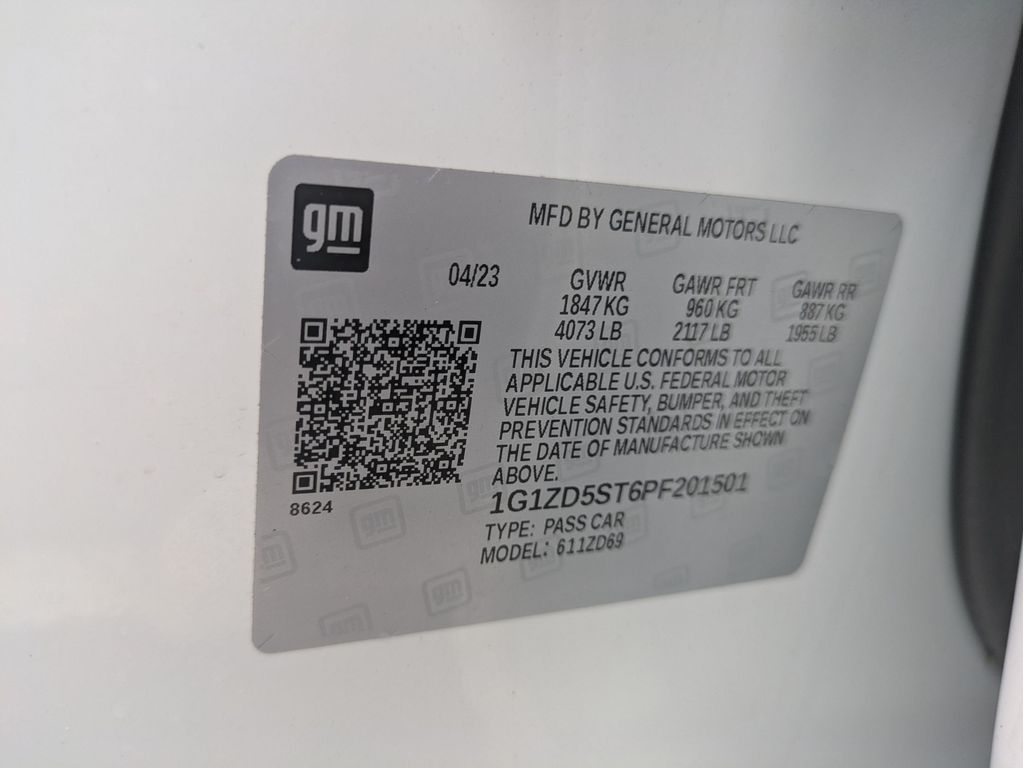 gm
MFD BY GENERAL MOTORS LLC
04/23 GVWR GAWR FRT GAWR RR
1847 KG 960 KG 887 KG
4073 LB 2117 LB 1955 LB
THIS VEHICLE CONFORMS TO ALL
APPLICABLE U.S. FEDERAL MOTOR
VEHICLE SAFETY, BUMPER, AND THEFT
PREVENTION STANDARDS IN EFFECT ON
THE DATE OF MANUFACTURE SHOWN
ABOVE.
1G1ZD5ST6PF201501
8624
TYPE: PASS CAR
MODEL: 611ZD69